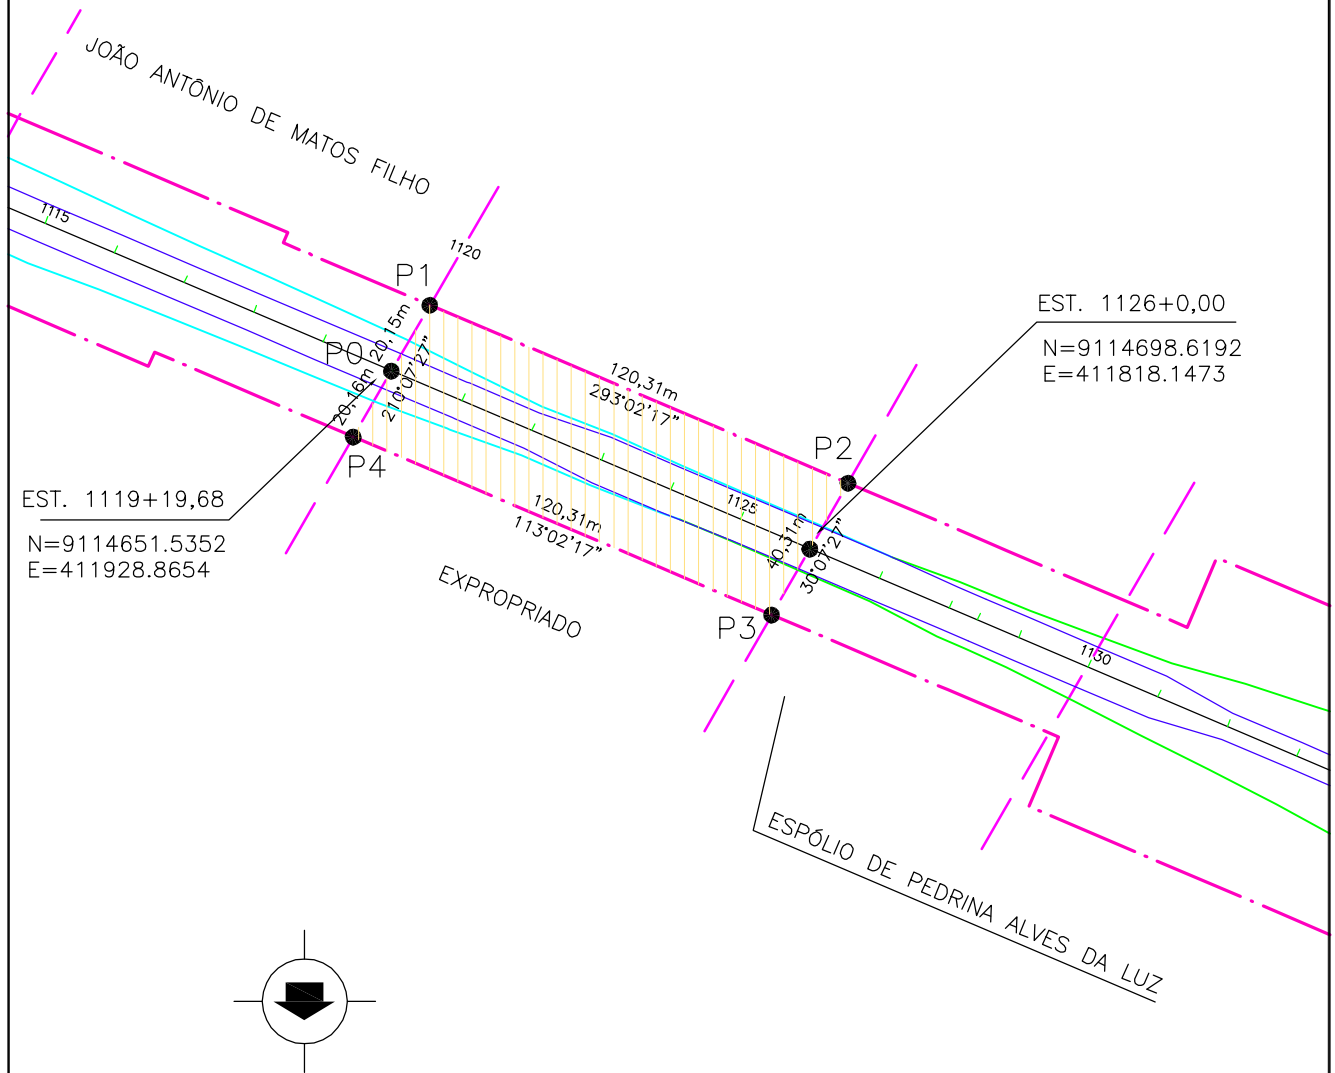 JOÃO ANTÔNIO DE MATOS FILHO
1115
1120
P1
20,15m
P0
210°07'27"
20,16m
P4
EST. 1119+19,68
N=9114651.5352
E=411928.8654
120,31m
293°02'17"
EST. 1126+0,00
N=9114698.6192
E=411818.1473
P2
1125
120,31m
113°02'17"
40,31m
30°07'27"
P3
EXPROPRIADO
1130
ESPÓLIO DE PEDRINA ALVES DA LUZ